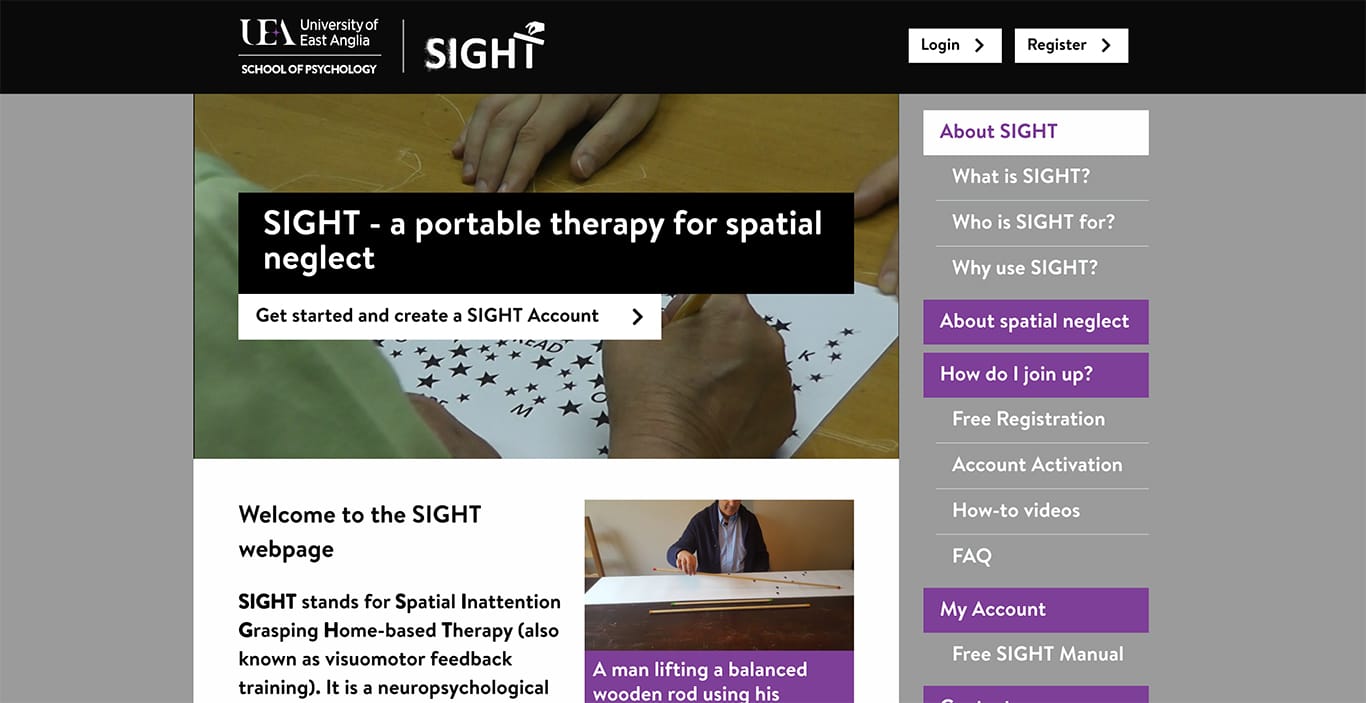 UEA University of
East Anglia
SCHOOL OF PSYCHOLOGY
SIGHT
Login
Register
SIGHT - a portable therapy for spatial
neglect
Get started and create a SIGHT Account
READ
K
O
M
Welcome to the SIGHT
webpage
SIGHT stands for Spatial Inattention
Grasping Home-based Therapy (also
known as visuomotor feedback
training). It is a neuropsychological
A man lifting a balanced
wooden rod using his
About SIGHT
What is SIGHT?
Who is SIGHT for?
Why use SIGHT?
About spatial neglect
How do I join up?
Free Registration
Account Activation
How-to videos
FAQ
My Account
Free SIGHT Manual